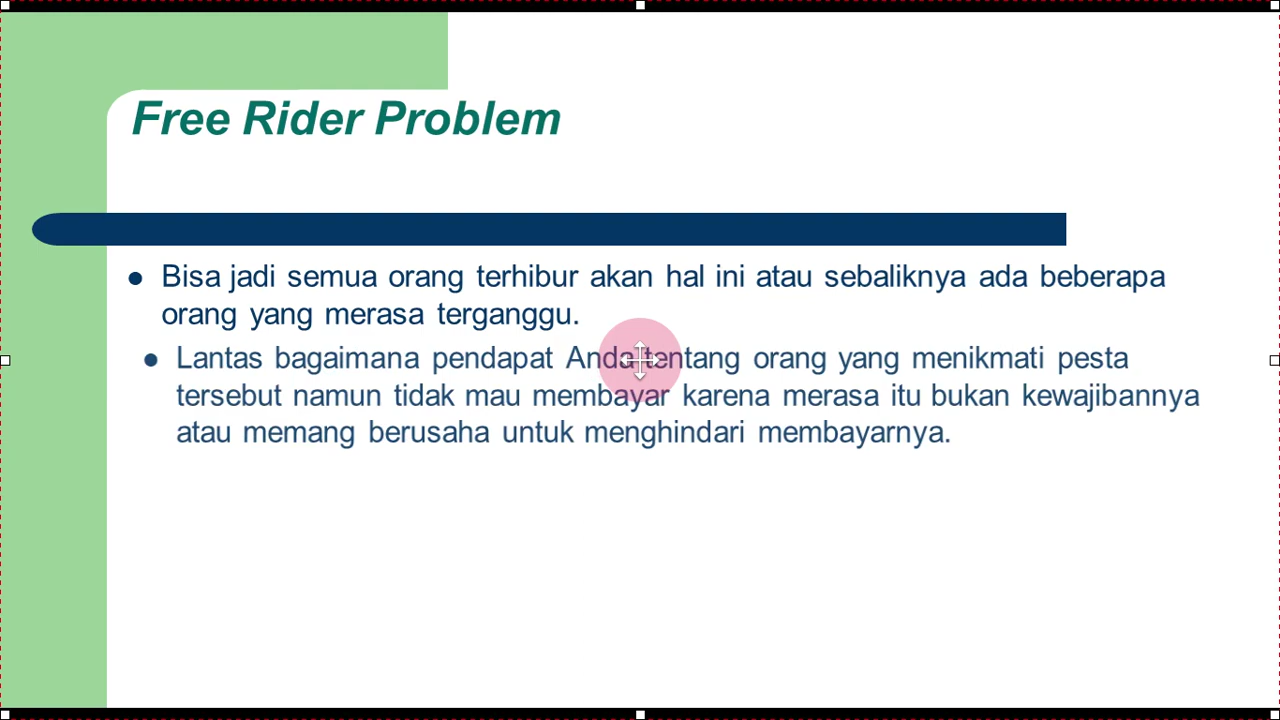 Free Rider Problem
● Bisa jadi semua orang terhibur akan hal ini atau sebaliknya ada beberapa
orang yang merasa terganggu.
● Lantas bagaimana pendapat Anda tentang orang yang menikmati pesta
tersebut namun tidak mau membayar karena merasa itu bukan kewajibannya
atau memang berusaha untuk menghindari membayarnya.